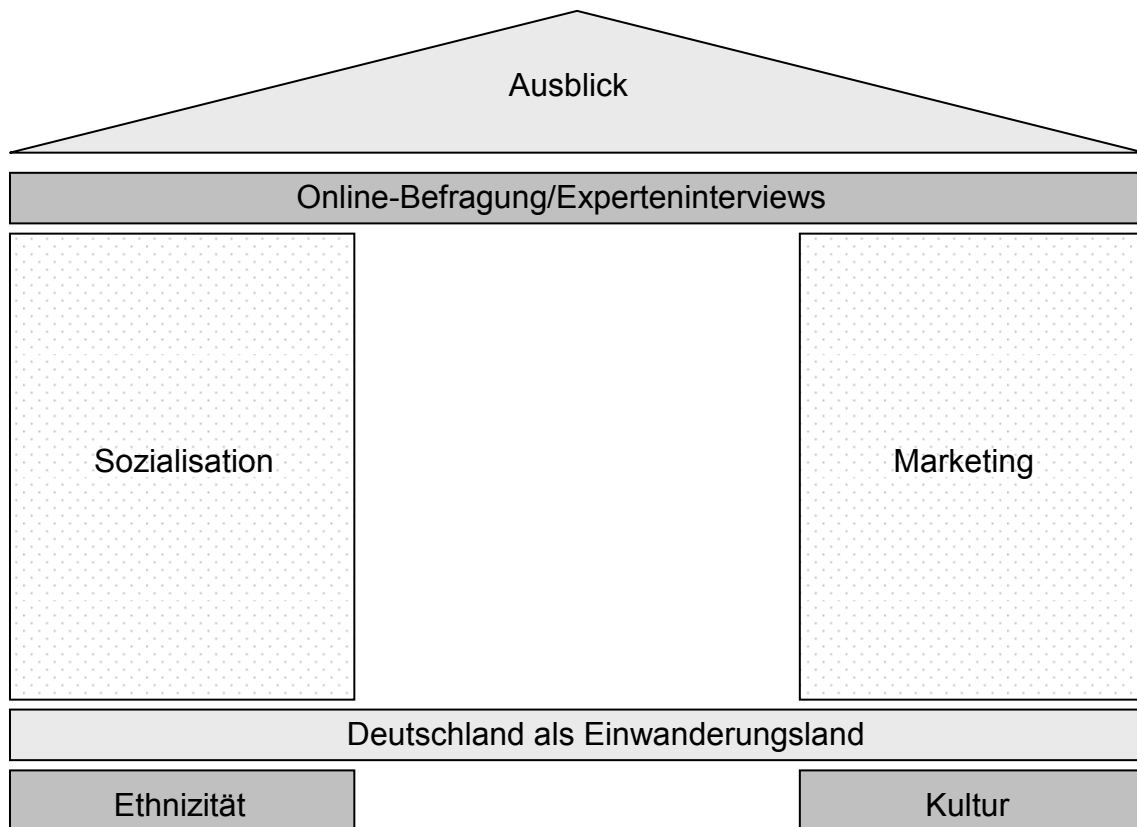 Ausblick
Online-Befragung/Experteninterviews
Sozialisation
Marketing
Deutschland als Einwanderungsland
Ethnizität
Kultur